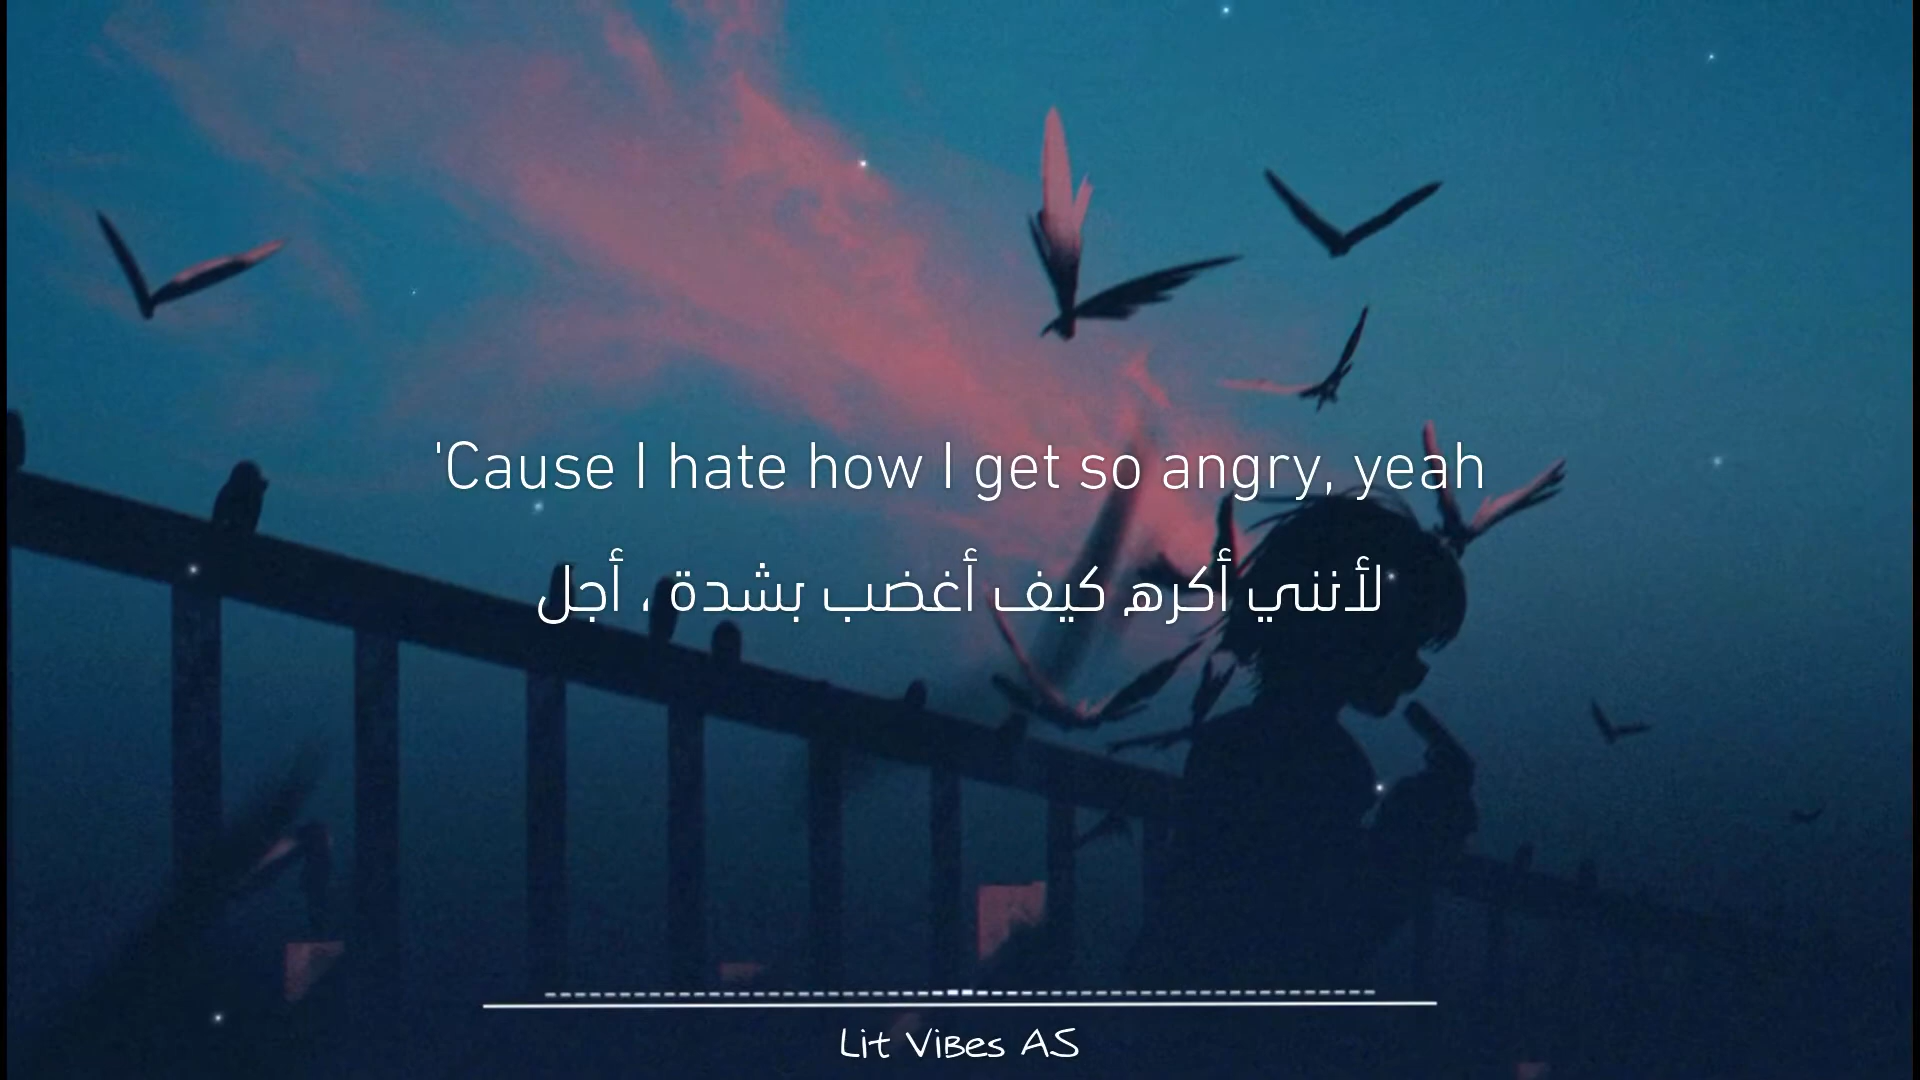 'Cause I hate how I get so angry, yeah
لأنني أكره كيف أغضب بشدة ، أجل
Lit Vibes AS